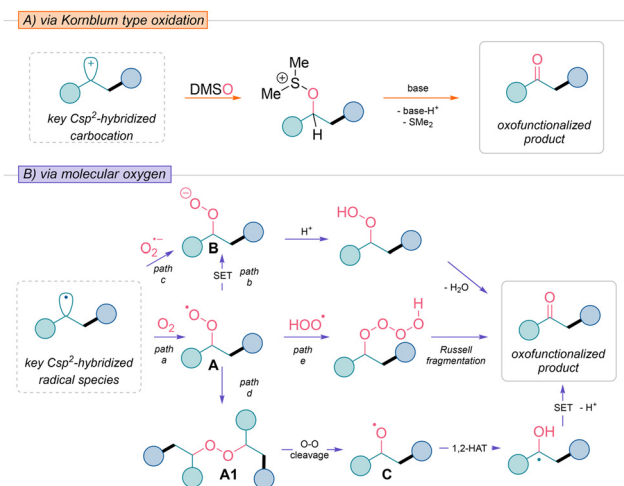 A) via Kornblum type oxidation
+
key Csp²-hybridized
carbocation
DMSO
Me
Me
S
+
O
H
base
- base-H⁺
- SMe₂
O
oxofunctionalized
product
B) via molecular oxygen
key Csp²-hybridized
radical species
O₂•−
path
c
O
O
B
SET
path
b
H⁺
HO
O
- H₂O
O₂
path
a
O
O
A
HOO•
path
e
O
O
O
O
H
Russell
fragmentation
O
oxofunctionalized
product
path
d
O
O
A1
O-O
cleavage
O
C
1,2-HAT
OH
SET - H⁺